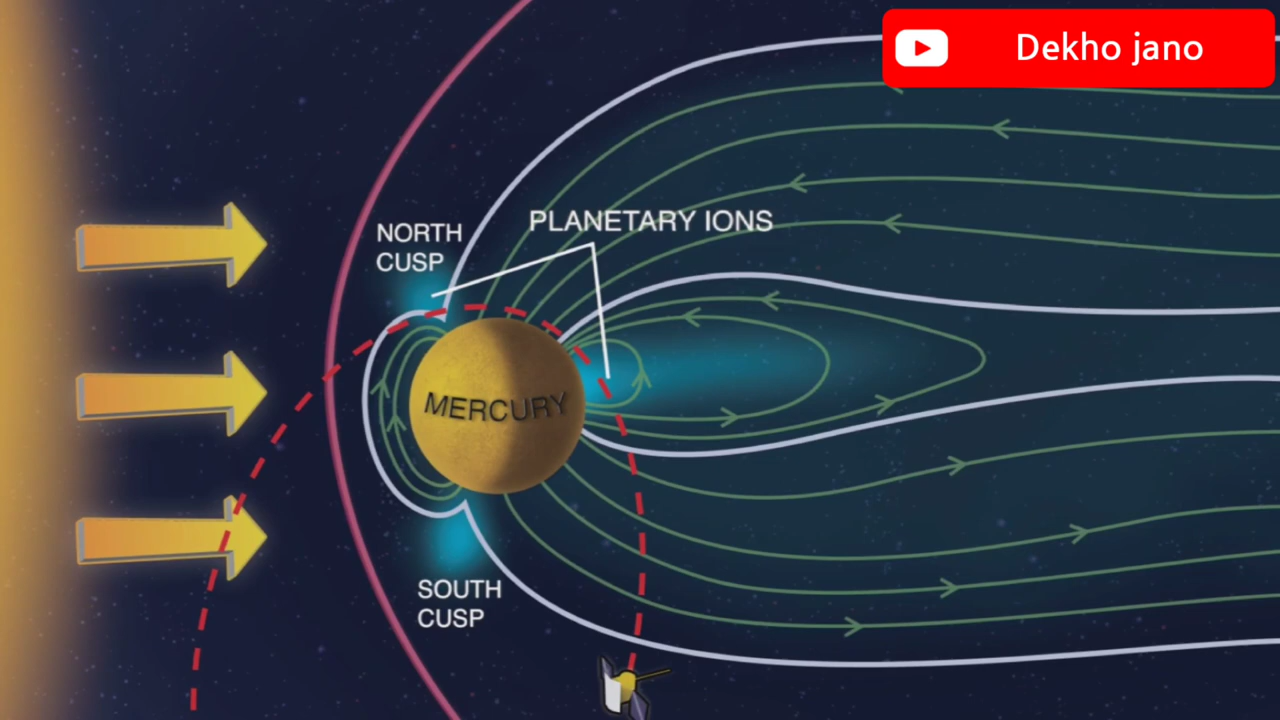 Dekho jano
PLANETARY IONS
NORTH
CUSP
MERCURY
SOUTH
CUSP